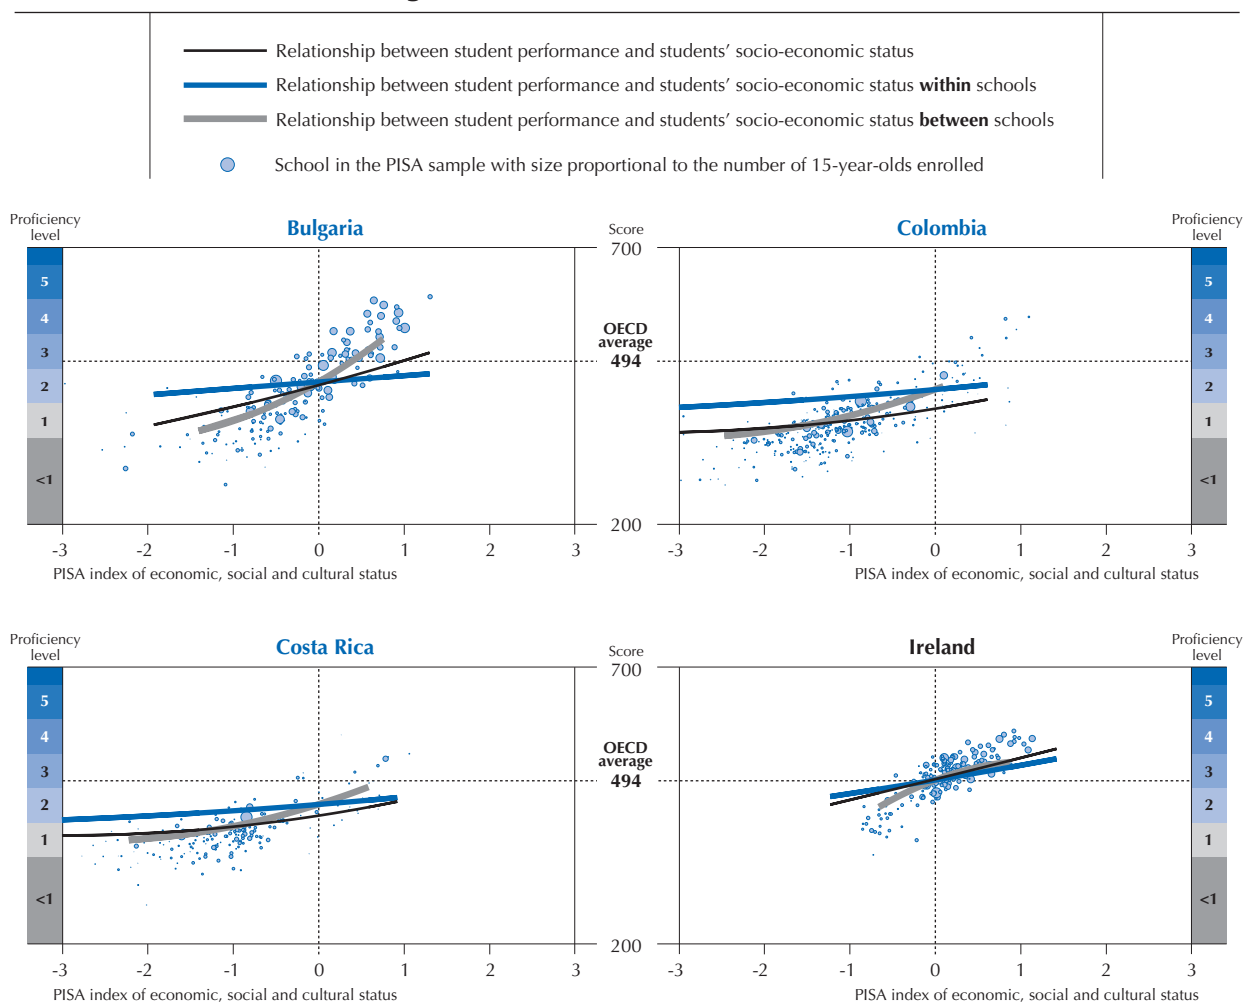 Relationship between student performance and students' socio-economic status
Relationship between student performance and students' socio-economic status within schools
Relationship between student performance and students' socio-economic status between schools
School in the PISA sample with size proportional to the number of 15-year-olds enrolled
Proficiency
level
Bulgaria
Score
Colombia
Proficiency
level
700
5
4
3
2
1
<1
OECD
average
494
5
4
3
2
1
<1
200
-3
-2
-1
0
1
2
3
-3
-2
-1
0
1
2
3
PISA index of economic, social and cultural status
PISA index of economic, social and cultural status
Proficiency
level
Costa Rica
Score
Ireland
Proficiency
level
700
5
4
3
2
1
<1
OECD
average
494
5
4
3
2
1
<1
200
-3
-2
-1
0
1
2
3
-3
-2
-1
0
1
2
3
PISA index of economic, social and cultural status
PISA index of economic, social and cultural status